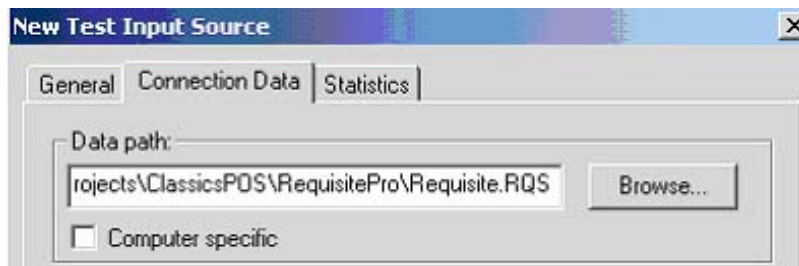 New Test Input Source
General Connection Data Statistics
Data path:
rojects\ClassicsPOS\RequisitePro\Requisite.RQS Browse...
Computer specific